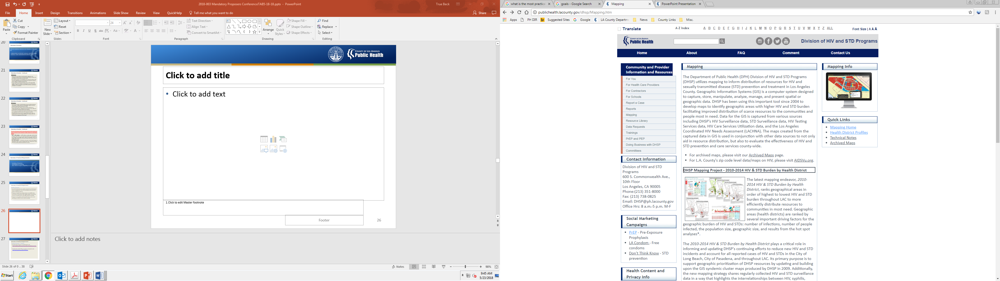 2018-003 Mandatory Proposers ConferenceTAB5-18-18.pptx - PowerPoint
True Beck
File Home Insert Design Transitions Animations Slide Show Review View QuickHelp Tell me what you want to do
Share
Paste
Cut
Copy
Format Painter
Clipboard
New Slide
Layout
Reset
Section
Slides
24
B I U S abc AV Aa A
Font
Text Direction
Align Text
Convert to SmartArt
Paragraph
Arrange
Quick Styles
Shape Fill
Shape Outline
Shape Effects
Drawing
Find
Replace
Select
Editing
20
21
22
23
24
25
26
27
COUNTY OF LOS ANGELES
Public Health
Click to add title
• Click to add text
1.Click to edit Master footnote
Footer
26
Click to add notes
Slide 26 of 0 .. 38
Notes
98%
Start
9:45 AM
5/23/2018
what is the most practica
goals - Google Search
Mapping
PowerPoint Presentation
publichealth.lacounty.gov/dhsp/Mapping.htm
Apps PH DIR Suggested Sites Google LA County Departm News County Links Misc.
Translate
A-Z Index
A B C D E F G H I J K L M N O P Q R S T U V W X Y Z ALL
Font Size | A A A
COUNTY OF LOS ANGELES
Public Health
Division of HIV and STD Programs
Home About FAQ Comment Contact Us
Community and Provider
Information and Resources
For You
For Health Care Providers
For Contractors
For Schools
Report a Case
Reports
Mapping
Resource Library
Data Requests
Trainings
PrEP and PEP
Doing Business with DHSP
Committees
Contact Information
Division of HIV and STD
Programs
600 S. Commonwealth Ave.,
10th Floor
Los Angeles, CA 90005
Phone:(213) 351-8000
Fax: (213) 738-0825
Email: DHSP@ph.lacounty.gov
Office Hrs: 8 a.m.-5 p.m. M-F
Social Marketing
Campaigns
• PrEP - Pre-Exposure
Prophylaxis
• LA Condom - Free
condoms
• Don't Think Know - STD
prevention
Health Content and
Privacy Info
Mapping
The Department of Public Health (DPH) Division of HIV and STD Programs
(DHSP) utilizes mapping to inform distribution of resources for HIV and
sexually transmitted disease (STD) prevention and treatment in Los Angeles
County. Geographic Information Systems (GIS) is a computer system designed
to capture, store, manipulate, analyze, manage, and present spatial or
geographic data. DHSP has been using this important tool since 2004 to
develop maps to identify geographic areas with higher HIV and STD burden
facilitating improved distribution of scarce resources to the communities and
people most in need. Data for the GIS is captured from various sources
including DHSP's HIV Surveillance data, STD Surveillance data, HIV Testing
Services data, HIV Care Services Utilization data, and the Los Angeles
Coordinated HIV Needs Assessment (LACHNA). The maps created from the
captured data in GIS is used in conjunction with other data sources to not only
aid in resource distribution, but also to evaluate the effectiveness of HIV and
STD prevention and care services county-wide.
• For archived maps, please visit our Archived Maps page.
• For L.A. County's zip code level data/maps on HIV, please visit AIDSVu.org.
DHSP Mapping Project - 2010-2014 HIV & STD Burden by Health District
26 Health District Profiles
The latest mapping endeavor, 2010-
2014 HIV & STD Burden by Health
District, ranks geographical areas in
order of highest to lowest HIV and STD
burden throughout LAC to more
efficiently distribute resources to
communities in most need. Geographic
areas (health districts) are ranked by
several important driving factors for the
geographic burden of HIV and STDs: number of infections, number of people
infected, the population size, geographic size, and results from the hot spot
analyses*.
The 2010-2014 HIV & STD Burden by Health District plays a critical role in
informing and updating DHSP's continuing efforts to reduce new HIV and STD
incidents and account for all reported cases of HIV and STDs in the City of
Long Beach, City of Pasadena, and throughout LAC. Its primary purpose is to
support geographic prioritization of DHSP resources by updating and building
upon the GIS syndemic cluster maps produced by DHSP in 2009. Additionally,
the new mapping strategy shares regularly collected HIV and STD surveillance
data in a way that highlights the interrelationships between HIV, syphilis,
Mapping Info
Quick Links
• Mapping Home
• Health District Profiles
• Technical Notes
• Archived Maps